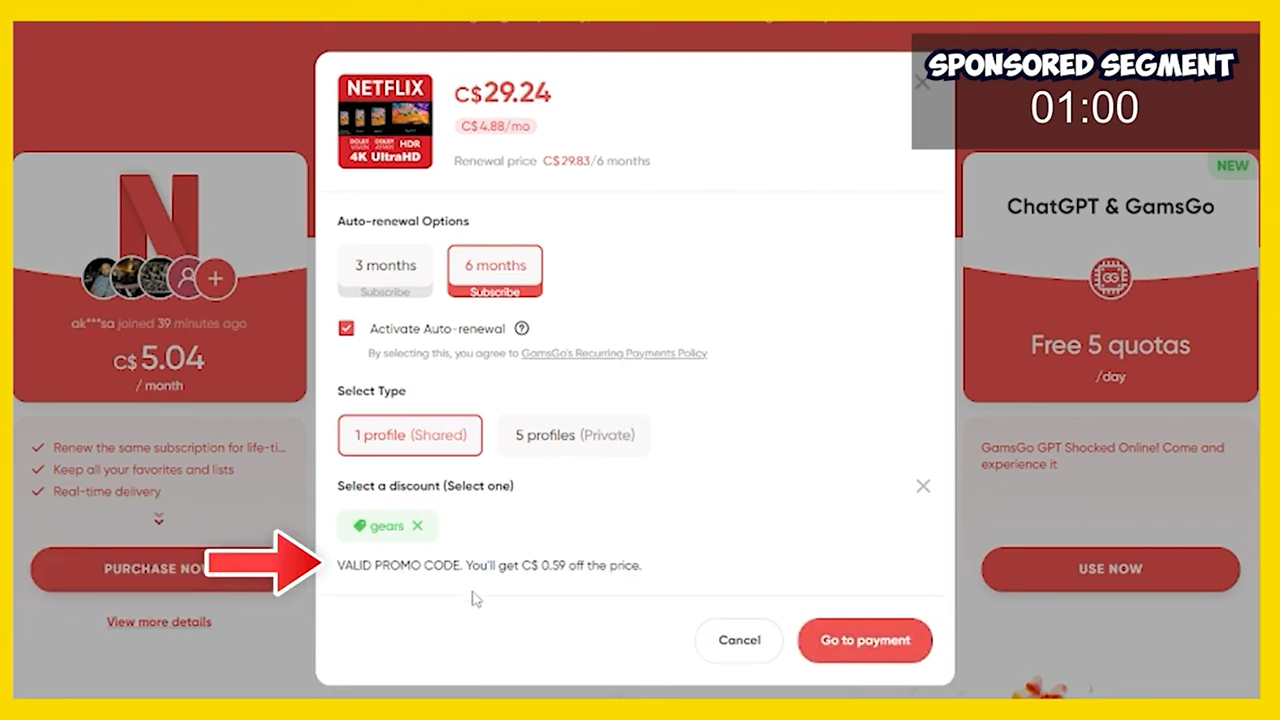 SPONSORED SEGMENT
01:00
NETFLIX
HDR
4K UltraHD
C$29.24
C$4.88/mo
Renewal price C$29.83/6 months
Auto-renewal Options
3 months
Subscribe
6 months
Subscribe
Activate Auto-renewal
By selecting this, you agree to GamsGo's Recurring Payments Policy
Select Type
1 profile (Shared)
5 profiles (Private)
Select a discount (Select one)
gears
VALID PROMO CODE. You'll get C$ 0.59 off the price.
Cancel
Go to payment
ak***sa joined 39 minutes ago
C$5.04
/ month
Renew the same subscription for life-ti...
Keep all your favorites and lists
Real-time delivery
PURCHASE NOW
View more details
NEW
ChatGPT & GamsGo
GG
Free 5 quotas
/day
GamsGo GPT Shocked Online! Come and
experience it
USE NOW